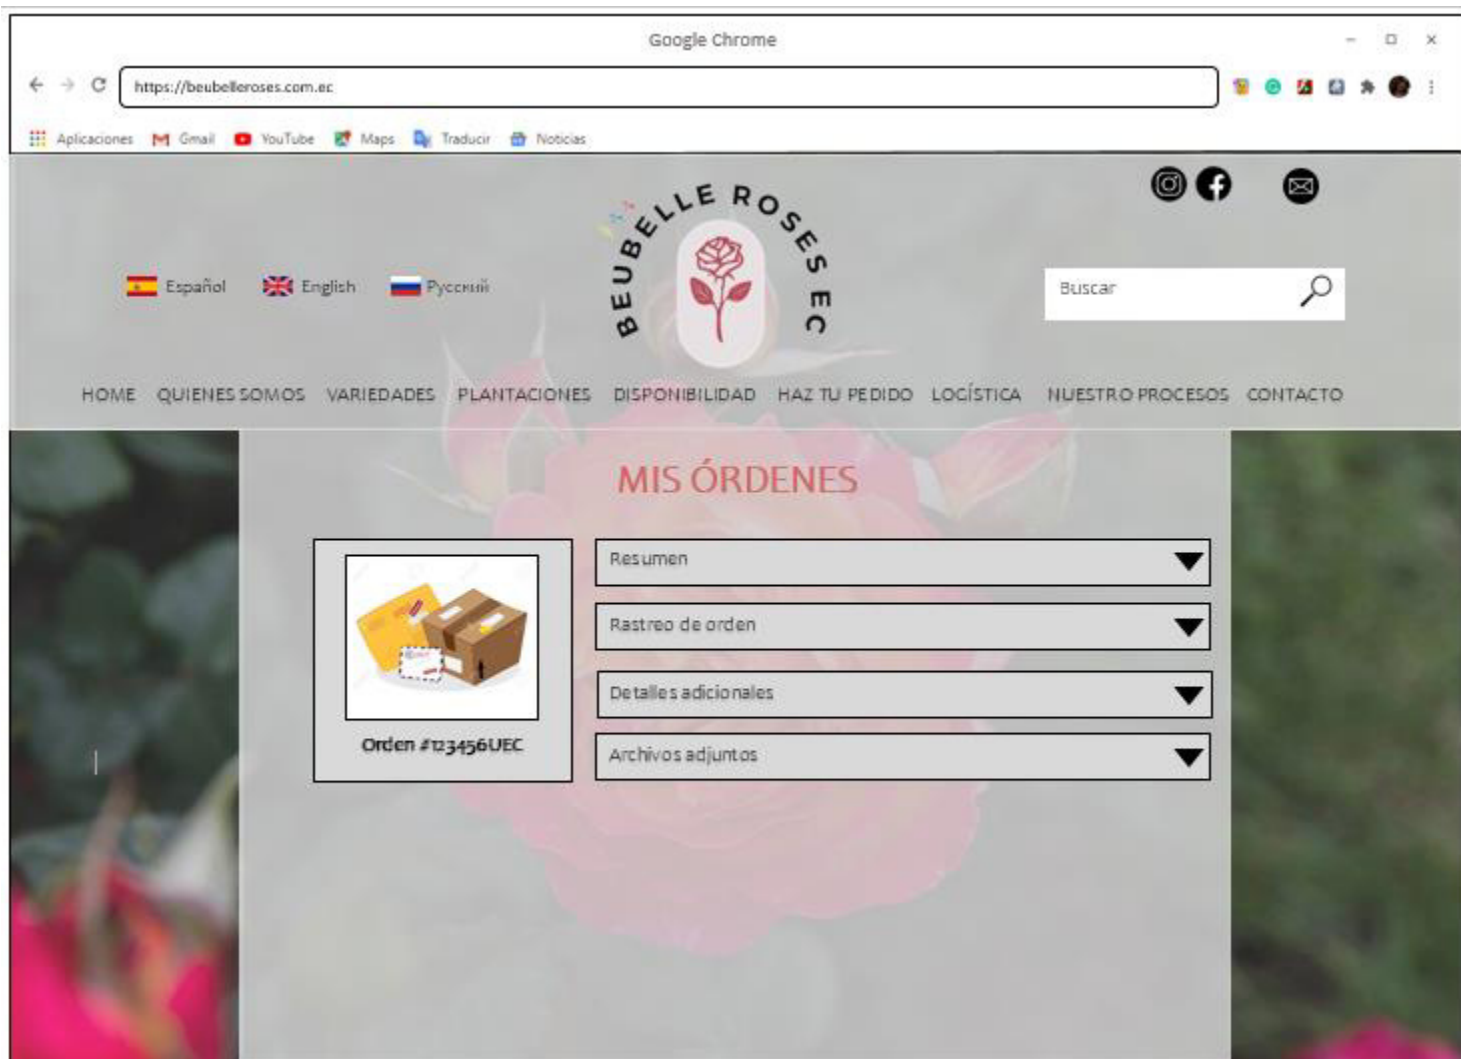 Google Chrome
https://beubelleroses.com.ec
Aplicaciones Gmail YouTube Maps Traducir Noticias
BEUBELLE ROSES EC
Español English Русский
Buscar
HOME QUIENES SOMOS VARIEDADES PLANTACIONES DISPONIBILIDAD HAZ TU PEDIDO LOGÍSTICA NUESTRO PROCESOS CONTACTO
MIS ÓRDENES
Resumen
Rastreo de orden
Detalles adicionales
Archivos adjuntos
Orden #123456UEC